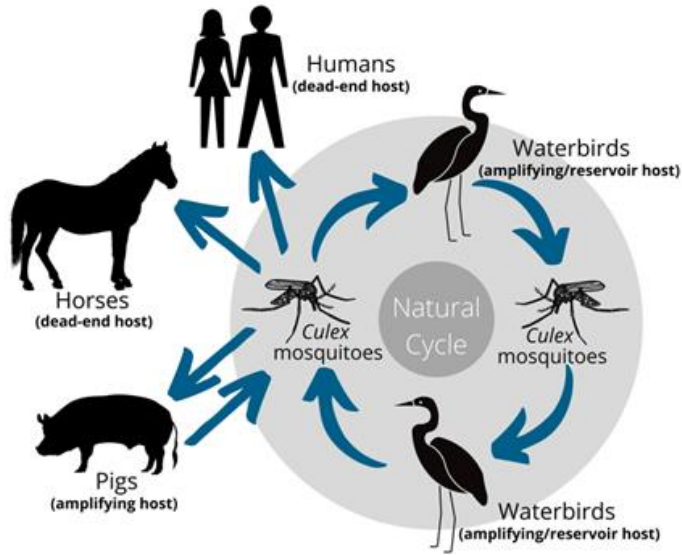 Humans
(dead-end host)
Waterbirds
(amplifying/reservoir host)
Horses
(dead-end host)
Culex
mosquitoes
Natural
Cycle
Culex
mosquitoes
Pigs
(amplifying host)
Waterbirds
(amplifying/reservoir host)